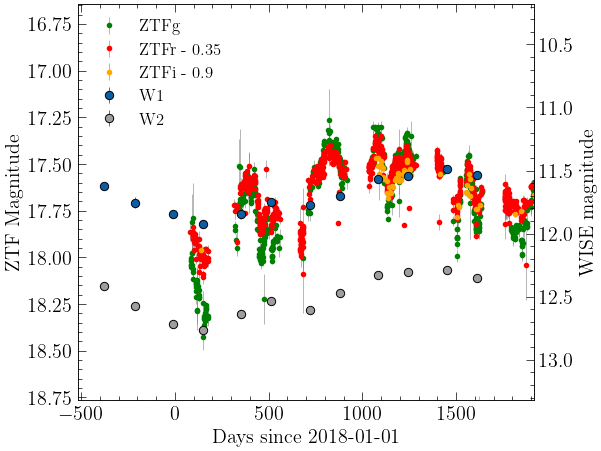 ZTFg
ZTFr - 0.35
ZTFi - 0.9
W1
W2
ZTF Magnitude
16.75
17.00
17.25
17.50
17.75
18.00
18.25
18.50
18.75
10.5
11.0
11.5
12.0
12.5
13.0
WISE magnitude
−500
0
500
1000
1500
Days since 2018-01-01